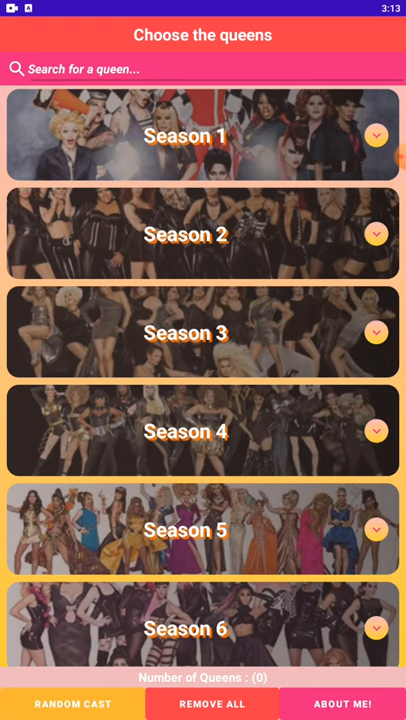 3:13
Choose the queens
Search for a queen...
Season 1
Season 2
Season 3
Season 4
Season 5
Season 6
Number of Queens : (0)
RANDOM CAST
REMOVE ALL
ABOUT ME!